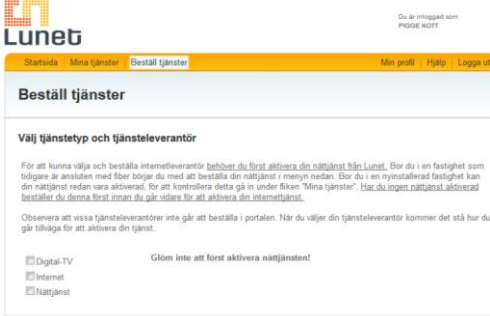 Lunet
Du är inloggad som
PIGGE KOTT
Startsida Mina tjänster Beställ tjänster Min profil Hjälp Logga ut
Beställ tjänster
Välj tjänstetyp och tjänsteleverantör
För att kunna välja och beställa internetleverantör behöver du först aktivera din nättjänst från Lunet. Bor du i en fastighet som
tidigare är ansluten med fiber börjar du med att beställa din nättjänst i menyn nedan. Bor du i en nyinstallerad fastighet kan
din nättjänst redan vara aktiverad, för att kontrollera detta gå in under fliken "Mina tjänster". Har du ingen nättjänst aktiverad
beställer du denna först innan du går vidare för att aktivera din internettjänst.
Observera att vissa tjänsteleverantörer inte går att beställa i portalen. När du väljer din tjänsteleverantör kommer det stå hur du
går tillväga för att aktivera din tjänst.
Digital-TV Glöm inte att först aktivera nättjänsten!
Internet
Nättjänst